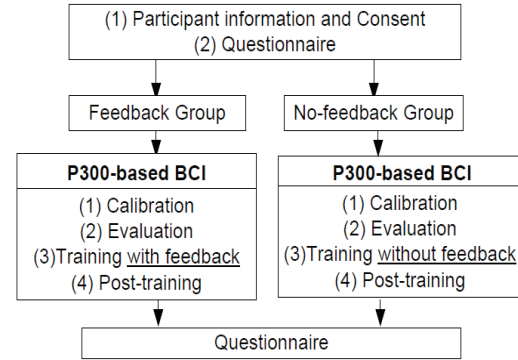 (1) Participant information and Consent
(2) Questionnaire
Feedback Group
No-feedback Group
P300-based BCI
(1) Calibration
(2) Evaluation
(3)Training with feedback
(4) Post-training
P300-based BCI
(1) Calibration
(2) Evaluation
(3)Training without feedback
(4) Post-training
Questionnaire